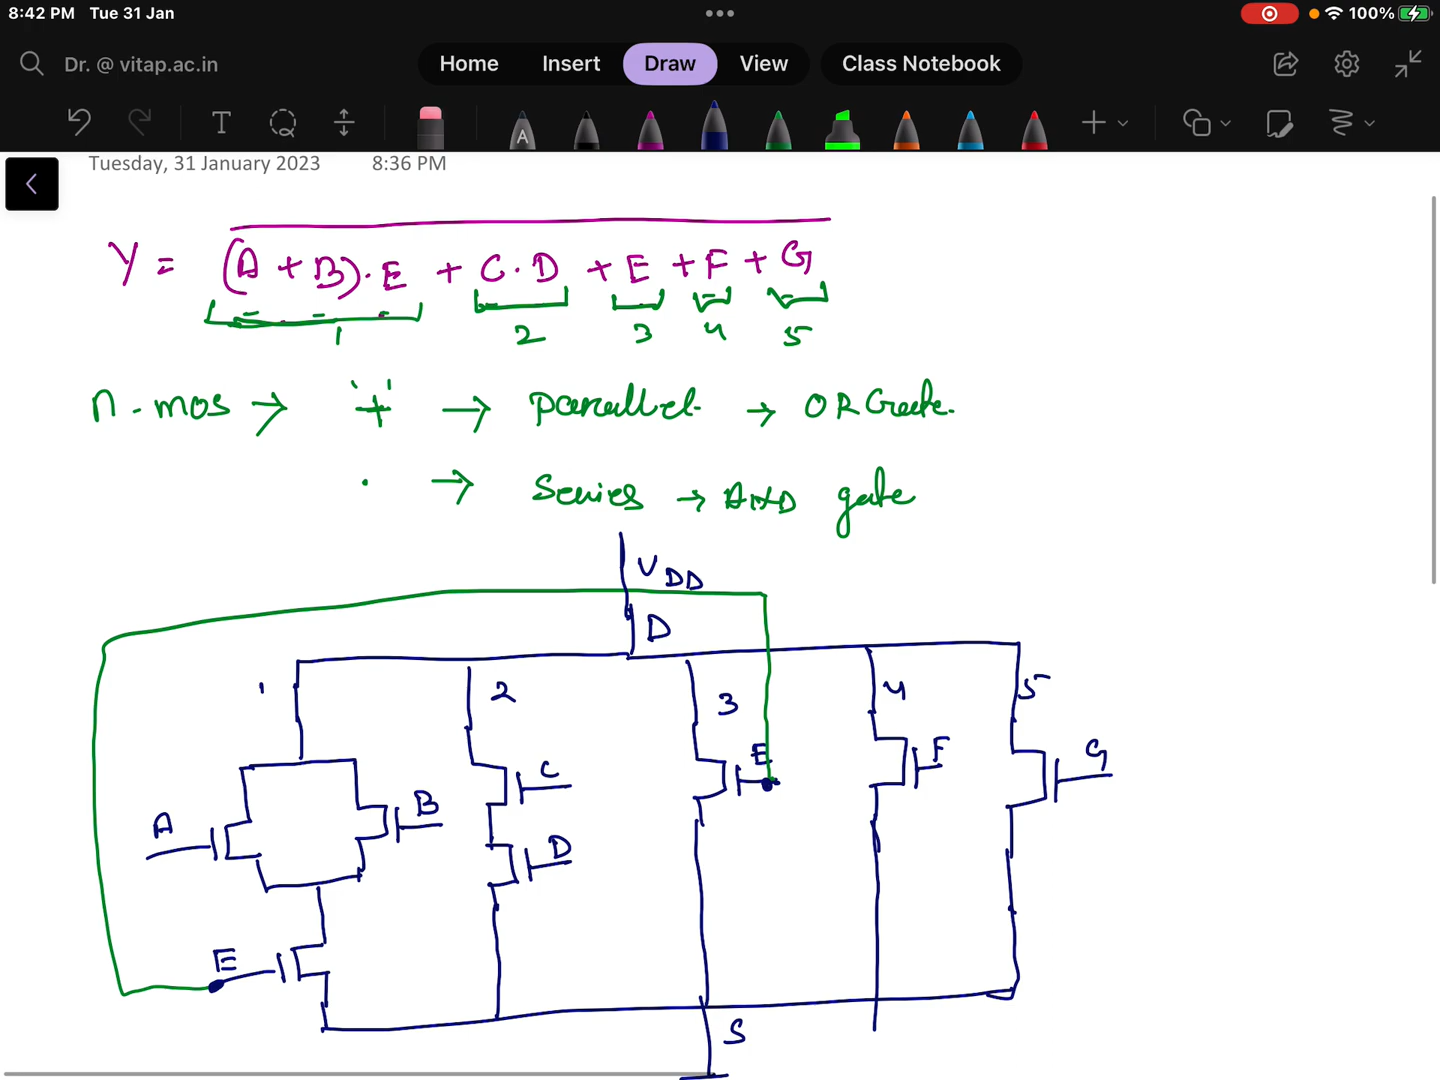 8:42 PM Tue 31 Jan 100%
Dr. @ vitap.ac.in Home Insert Draw View Class Notebook
T A
Tuesday, 31 January 2023 8:36 PM
Y = (A + B).E + C.D + E + F + G
1 2 3 4 5
n-mos → '+' → parallel → OR Gate.
. → Series → AND gate
VDD
D
1 2 3 4 5
E F G
C
A B
D
E
S